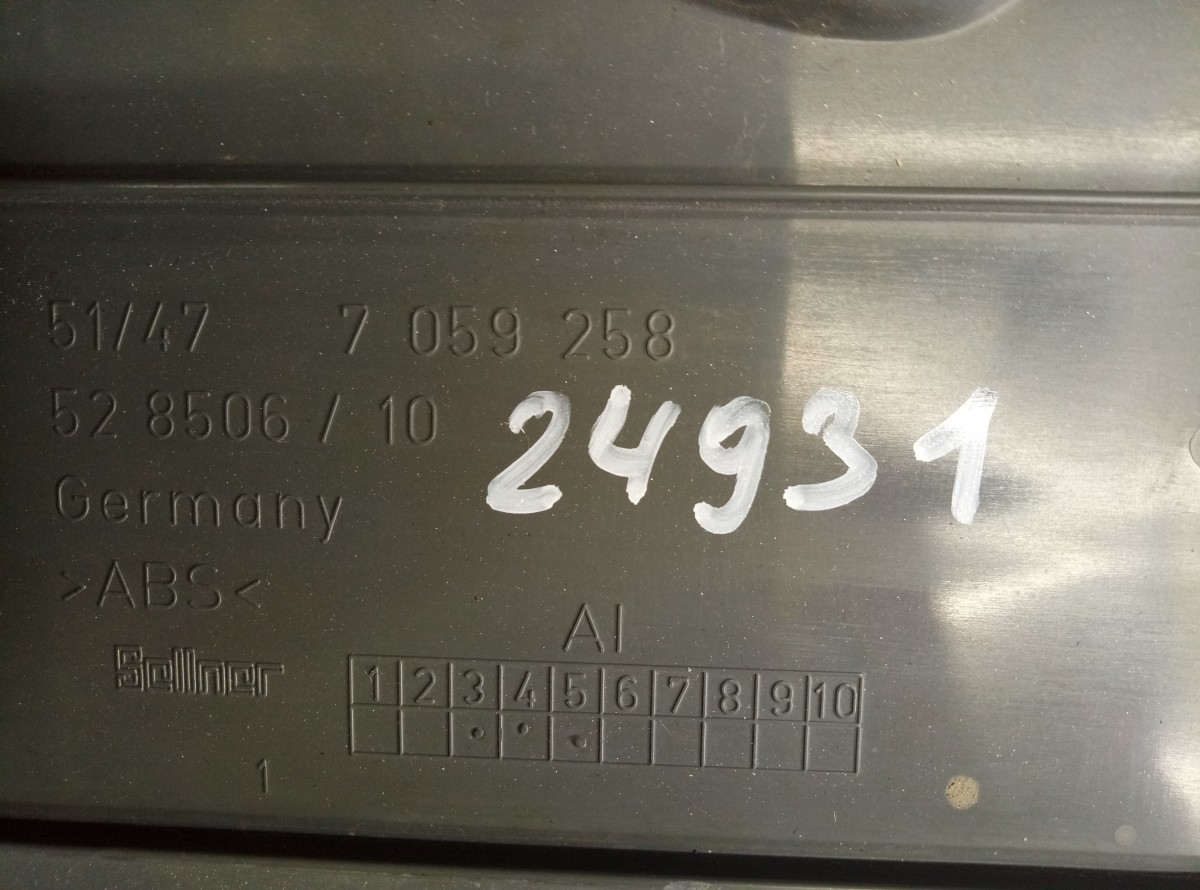 51/47 7 059 258
52 8506 / 10
24931
Germany
>ABS<
AI
Sellner
1 2 3 4 5 6 7 8 9 10
1